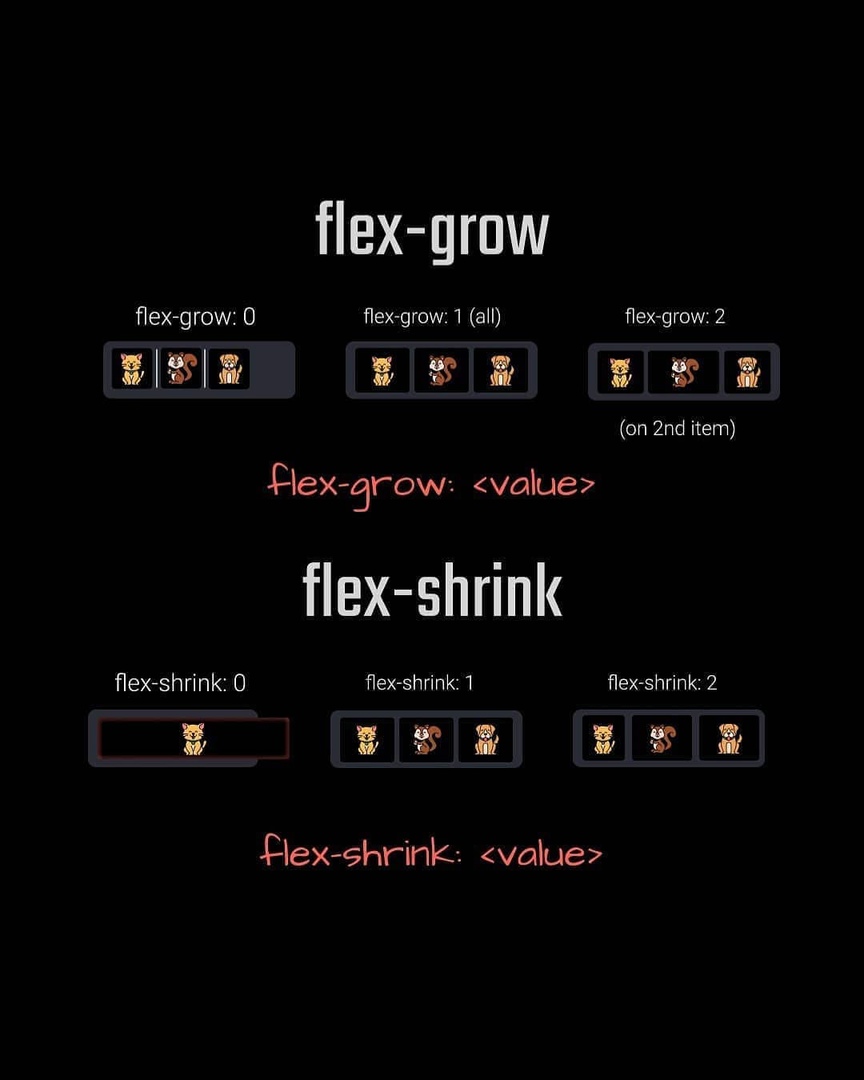 flex-grow
flex-grow: 0
flex-grow: 1 (all)
flex-grow: 2
(on 2nd item)
flex-grow: <value>
flex-shrink
flex-shrink: 0
flex-shrink: 1
flex-shrink: 2
flex-shrink: <value>